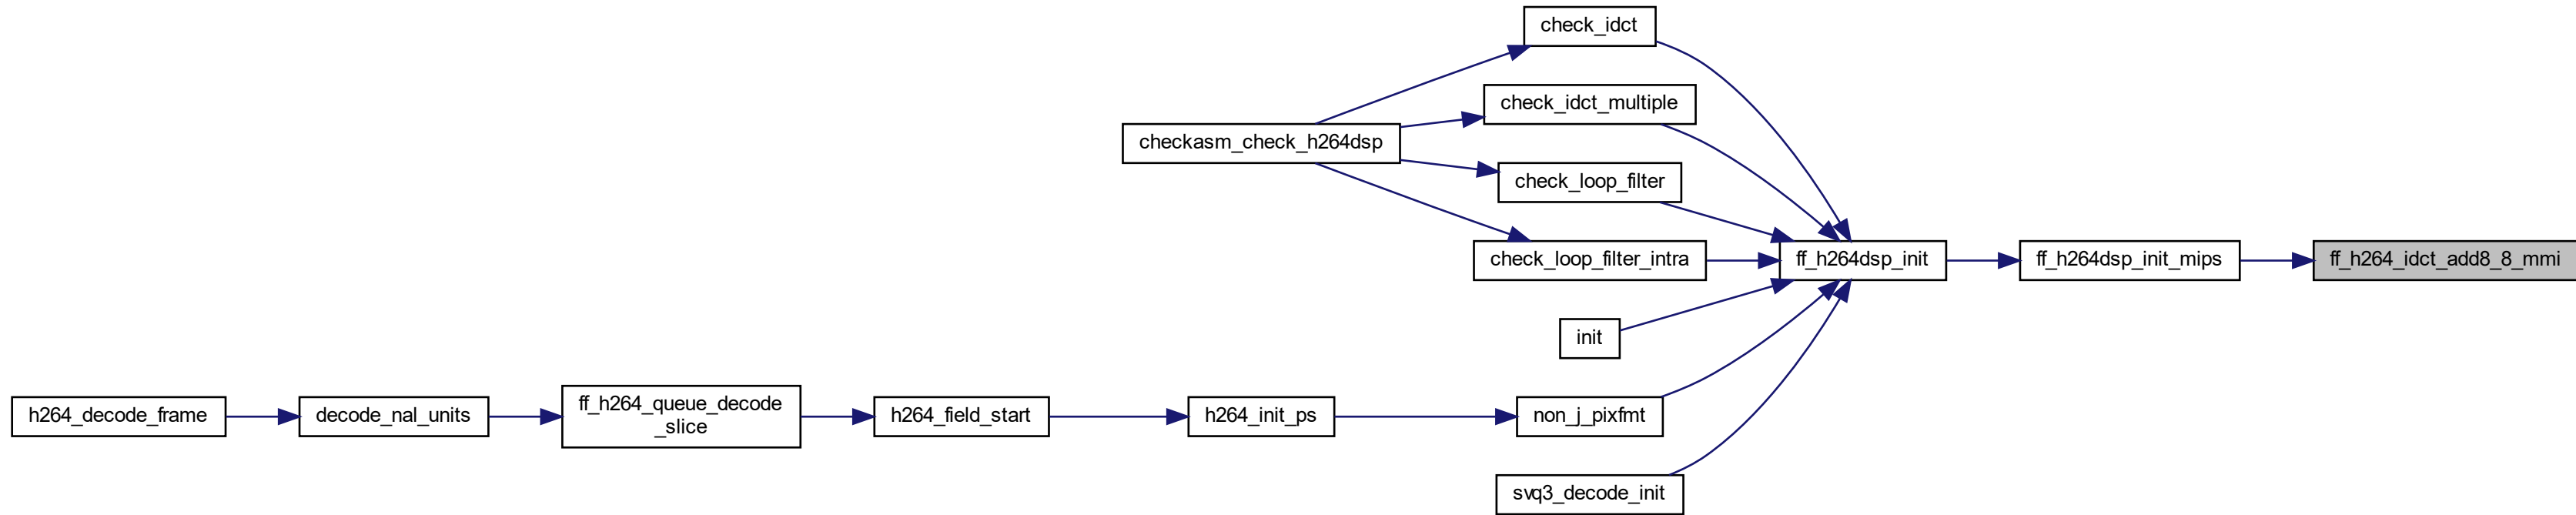 check_idct
check_idct_multiple
checkasm_check_h264dsp
check_loop_filter
check_loop_filter_intra
ff_h264dsp_init
ff_h264dsp_init_mips
ff_h264_idct_add8_8_mmi
init
h264_decode_frame
decode_nal_units
ff_h264_queue_decode
_slice
h264_field_start
h264_init_ps
non_j_pixfmt
svq3_decode_init